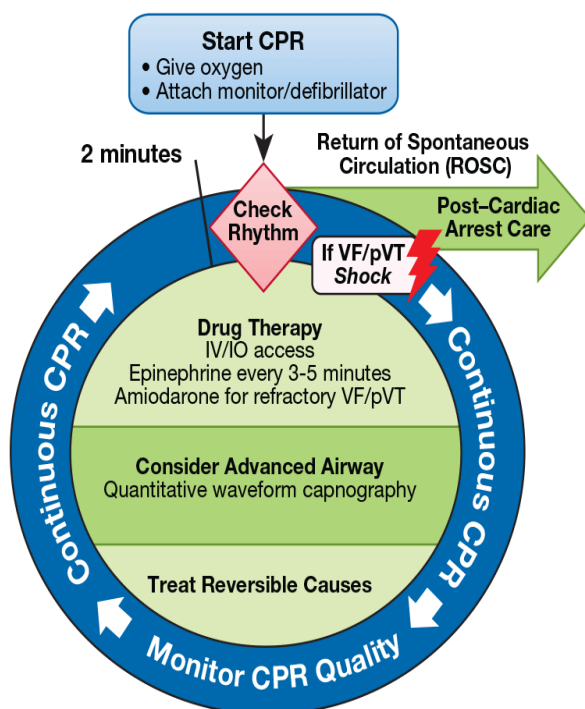 Start CPR
• Give oxygen
• Attach monitor/defibrillator
2 minutes
Return of Spontaneous
Circulation (ROSC)
Check
Rhythm
Post–Cardiac
Arrest Care
If VF/pVT
Shock
Drug Therapy
IV/IO access
Epinephrine every 3-5 minutes
Amiodarone for refractory VF/pVT
Consider Advanced Airway
Quantitative waveform capnography
Treat Reversible Causes
Continuous CPR
Monitor CPR Quality
Continuous CPR